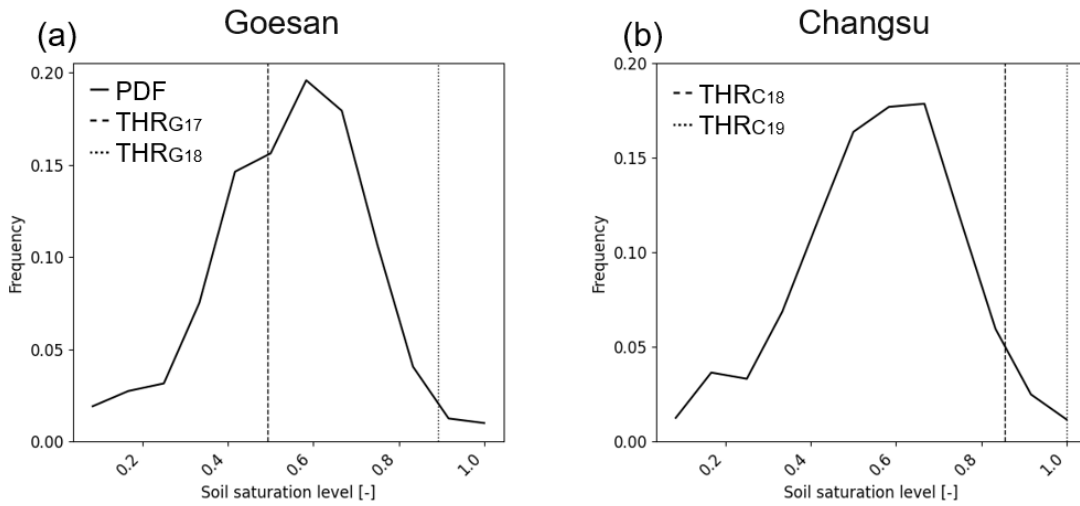 (a) Goesan
PDF
THRG17
THRG18
Frequency
0.20
0.15
0.10
0.05
0.00
0.2 0.4 0.6 0.8 1.0
Soil saturation level [-]
(b) Changsu
THRC18
THRC19
Frequency
0.20
0.15
0.10
0.05
0.00
0.2 0.4 0.6 0.8 1.0
Soil saturation level [-]